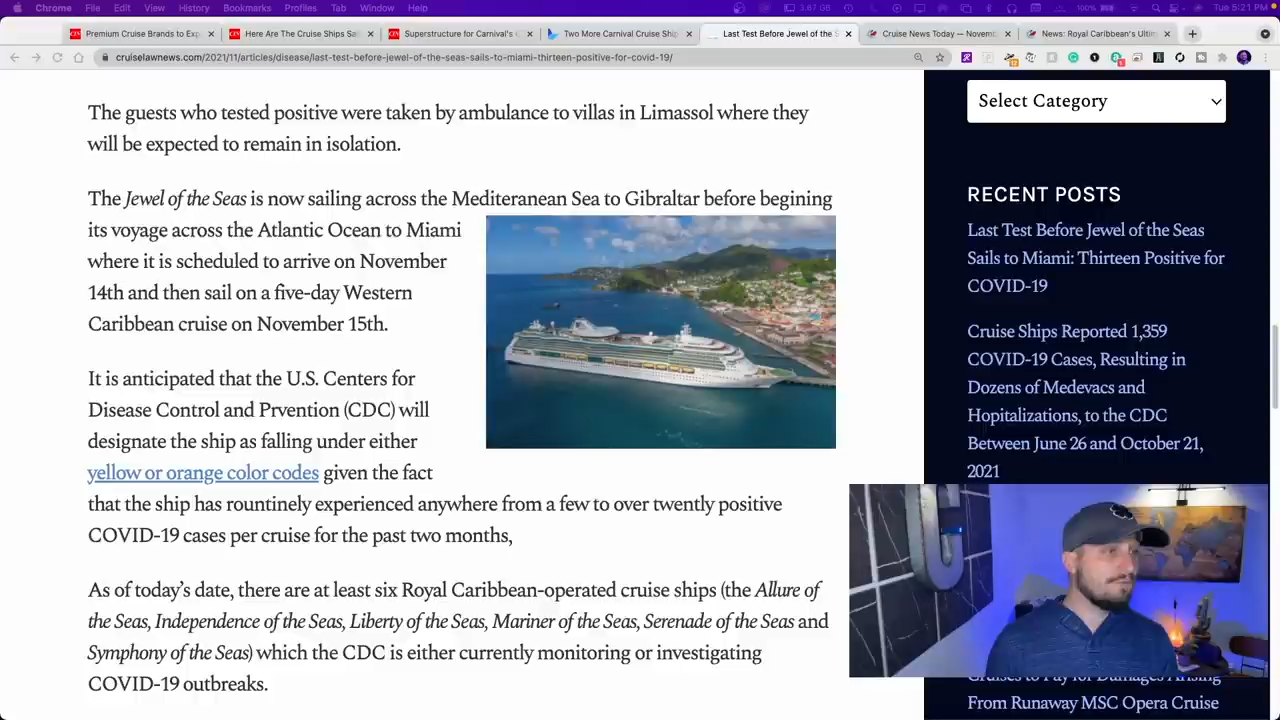 Chrome File Edit View History Bookmarks Profiles Tab Window Help 3.67 GB 100% Tue 5:21 PM
Premium Cruise Brands to Exp Here Are The Cruise Ships Sai Superstructure for Carnival's C Two More Carnival Cruise Ship Last Test Before Jewel of the S Cruise News Today — Novemb News: Royal Caribbean's Ultim
cruiselawnews.com/2021/11/articles/disease/last-test-before-jewel-of-the-seas-sails-to-miami-thirteen-positive-for-covid-19/
The guests who tested positive were taken by ambulance to villas in Limassol where they
will be expected to remain in isolation.
The Jewel of the Seas is now sailing across the Mediteranean Sea to Gibraltar before begining
its voyage across the Atlantic Ocean to Miami
where it is scheduled to arrive on November
14th and then sail on a five-day Western
Caribbean cruise on November 15th.
It is anticipated that the U.S. Centers for
Disease Control and Prvention (CDC) will
designate the ship as falling under either
yellow or orange color codes given the fact
that the ship has rountinely experienced anywhere from a few to over twently positive
COVID-19 cases per cruise for the past two months,
As of today's date, there are at least six Royal Caribbean-operated cruise ships (the Allure of
the Seas, Independence of the Seas, Liberty of the Seas, Mariner of the Seas, Serenade of the Seas and
Symphony of the Seas) which the CDC is either currently monitoring or investigating
COVID-19 outbreaks.
Select Category
RECENT POSTS
Last Test Before Jewel of the Seas
Sails to Miami: Thirteen Positive for
COVID-19
Cruise Ships Reported 1,359
COVID-19 Cases, Resulting in
Dozens of Medevacs and
Hopitalizations, to the CDC
Between June 26 and October 21,
2021
Cruises to Pay for Damages Arising
From Runaway MSC Opera Cruise